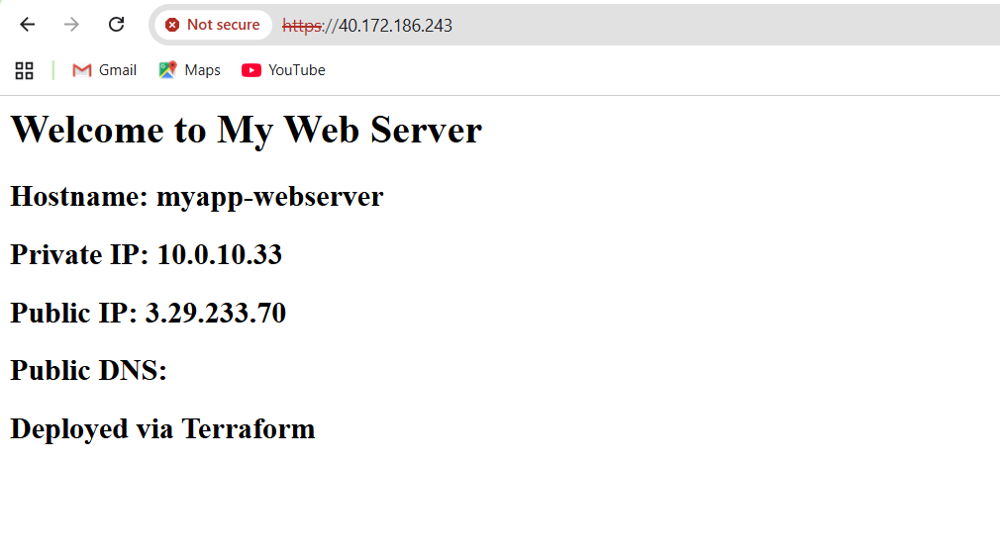 Not secure https://40.172.186.243
Gmail Maps YouTube
Welcome to My Web Server
Hostname: myapp-webserver
Private IP: 10.0.10.33
Public IP: 3.29.233.70
Public DNS:
Deployed via Terraform